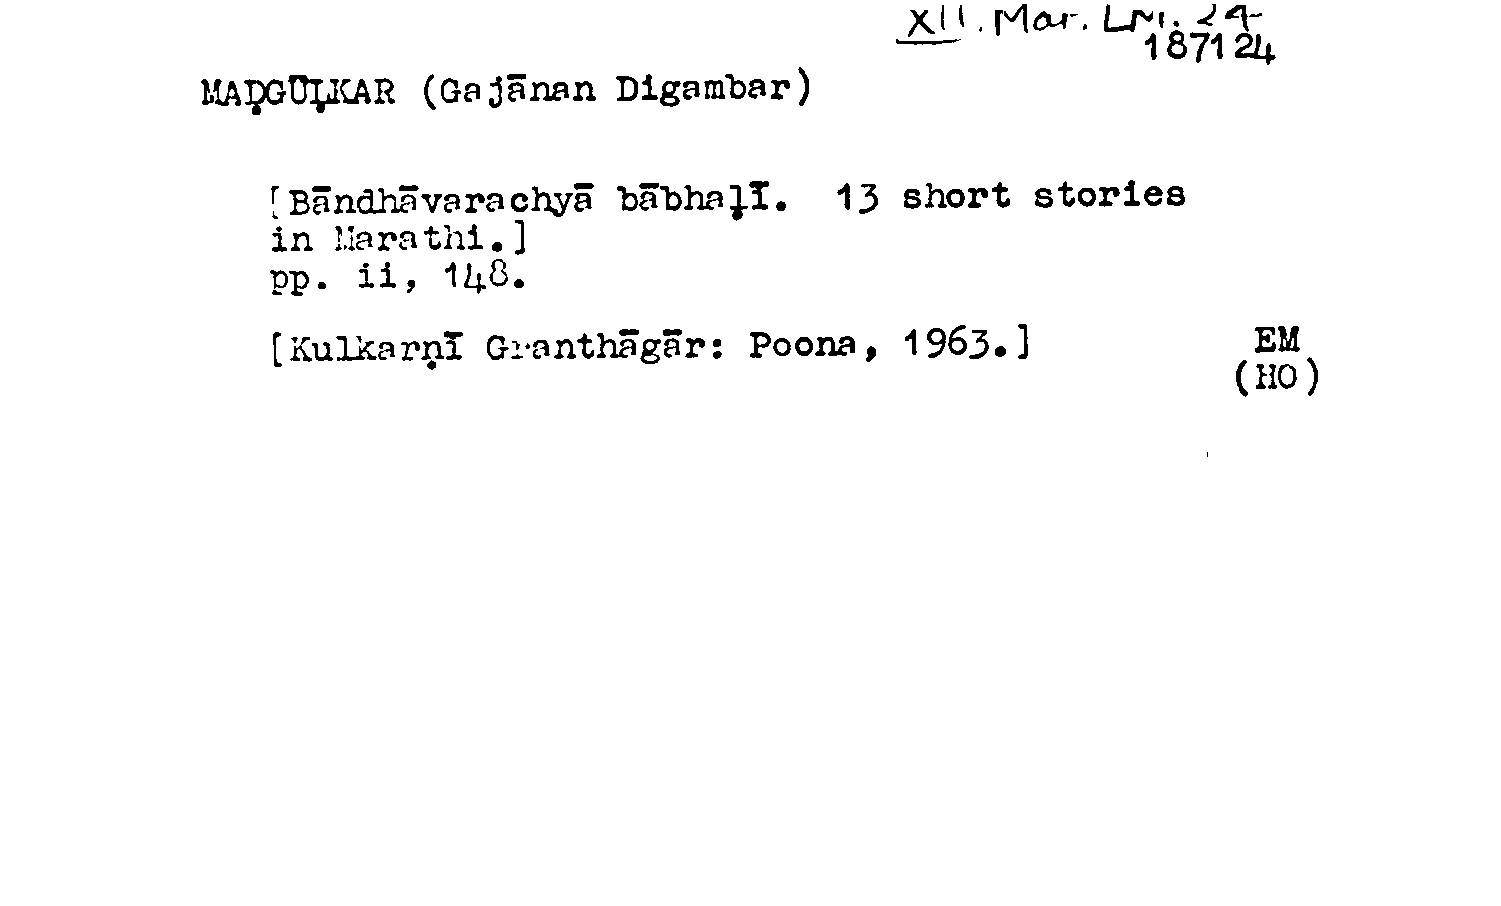 XII. Mar. LM. 24
187124
MAḌGŪḶKAR (Gajānan Digambar)
[Bāndhāvarachyā bābhaḷī. 13 short stories
in Marathi.]
pp. ii, 148.
[Kulkarṇī Granthāgār: Poona, 1963.]
EM
(HO)